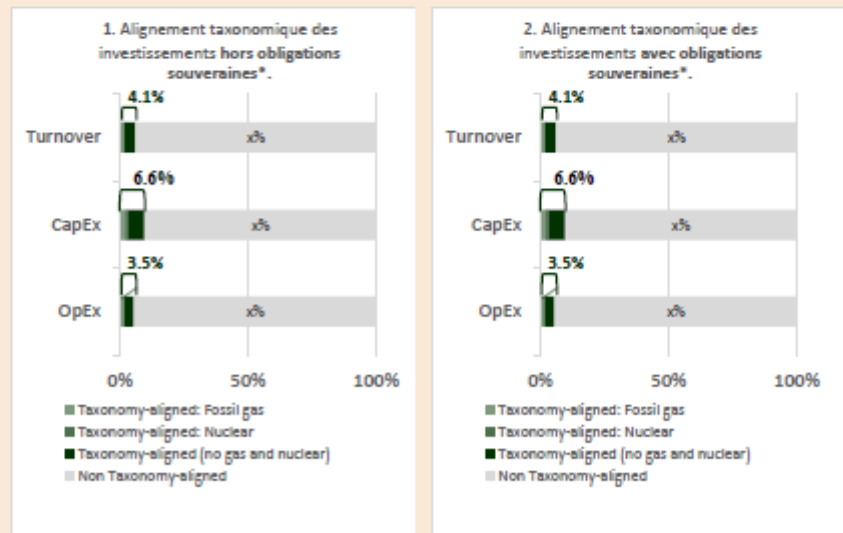 1. Alignement taxonomique des
investissements hors obligations
souveraines*.
4.1%
Turnover
x%
6.6%
CapEx
x%
3.5%
OpEx
x%
0%
50%
100%
Taxonomy-aligned: Fossil gas
Taxonomy-aligned: Nuclear
Taxonomy-aligned (no gas and nuclear)
Non Taxonomy-aligned
2. Alignement taxonomique des
investissements avec obligations
souveraines*.
4.1%
Turnover
x%
6.6%
CapEx
x%
3.5%
OpEx
x%
0%
50%
100%
Taxonomy-aligned: Fossil gas
Taxonomy-aligned: Nuclear
Taxonomy-aligned (no gas and nuclear)
Non Taxonomy-aligned